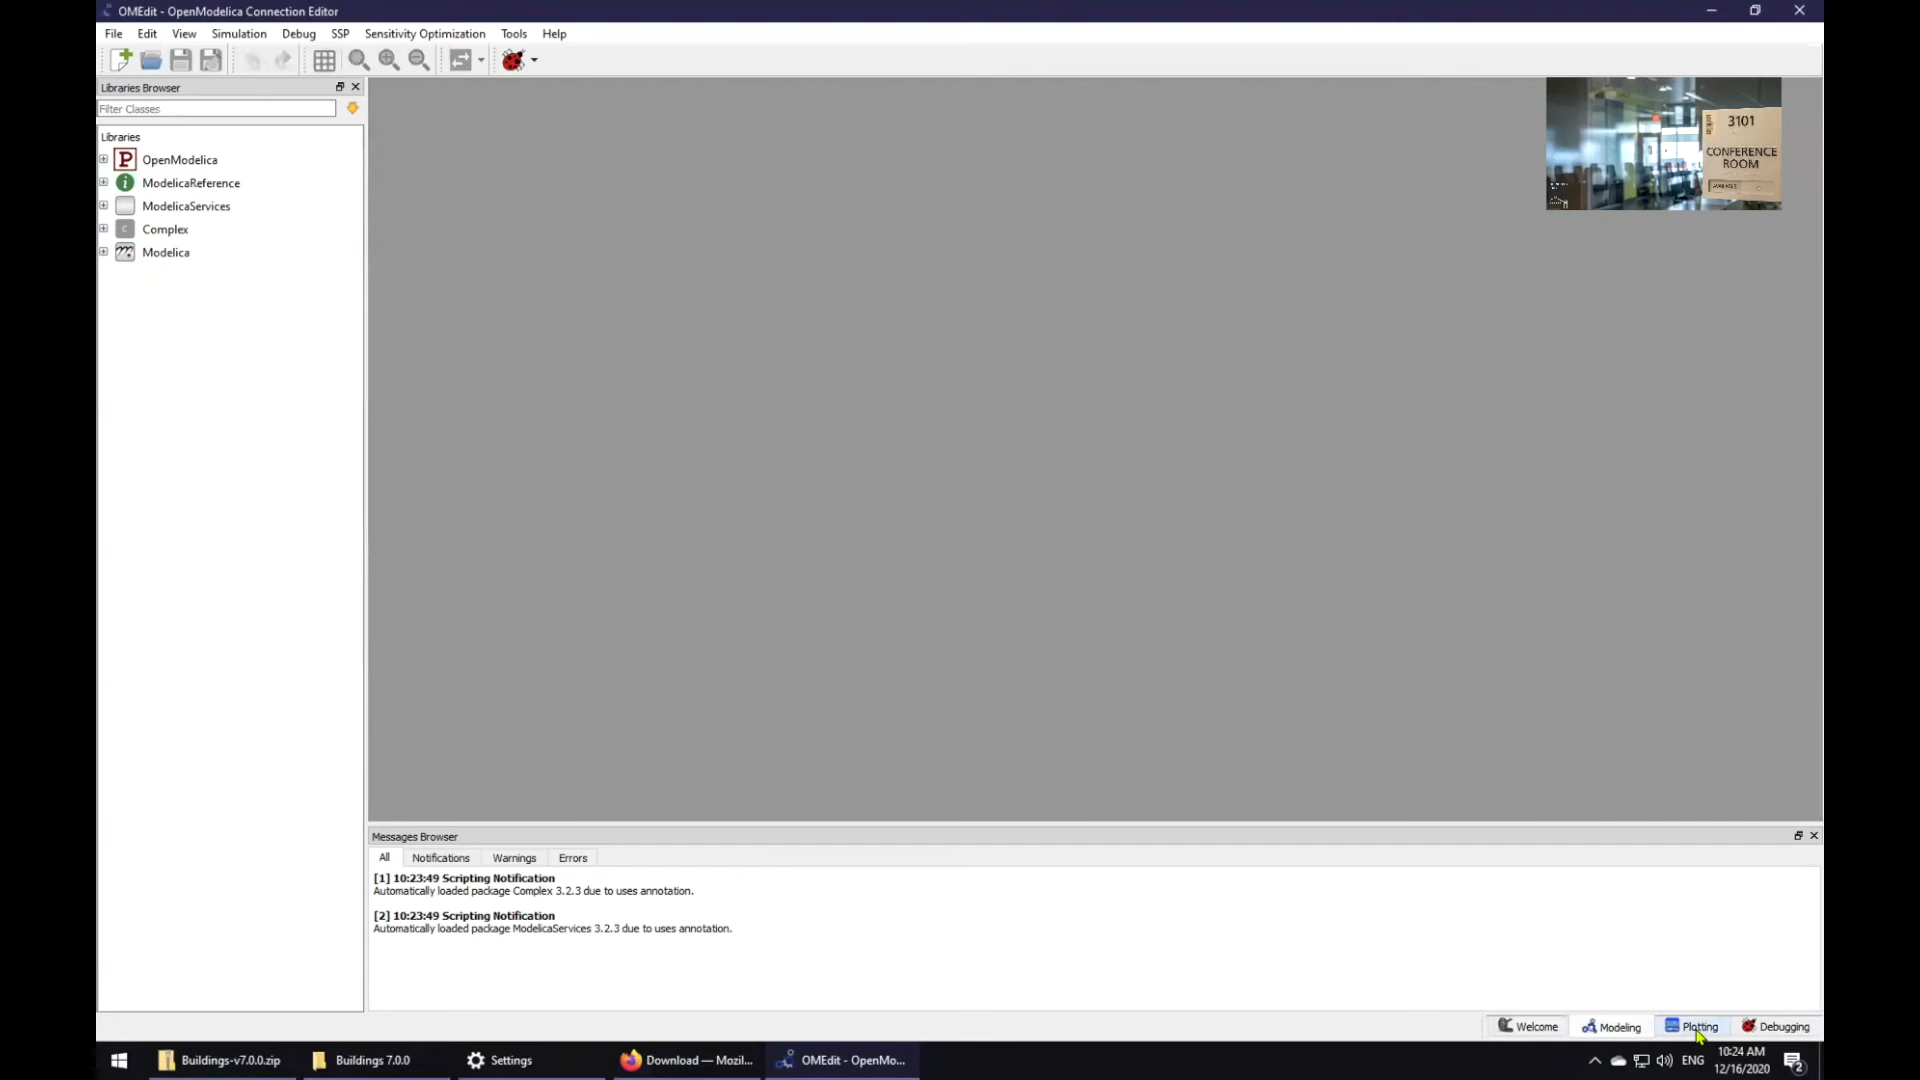 OMEdit - OpenModelica Connection Editor
File Edit View Simulation Debug SSP Sensitivity Optimization Tools Help
Libraries Browser
Filter Classes
Libraries
P OpenModelica
i ModelicaReference
ModelicaServices
C Complex
Modelica
3101
CONFERENCE
ROOM
AVAILABLE
Messages Browser
All Notifications Warnings Errors
[1] 10:23:49 Scripting Notification
Automatically loaded package Complex 3.2.3 due to uses annotation.
[2] 10:23:49 Scripting Notification
Automatically loaded package ModelicaServices 3.2.3 due to uses annotation.
Welcome Modeling Plotting Debugging
Buildings-v7.0.0.zip Buildings 7.0.0 Settings Download — Mozil... OMEdit - OpenMo... ENG 10:24 AM
12/16/2020 2